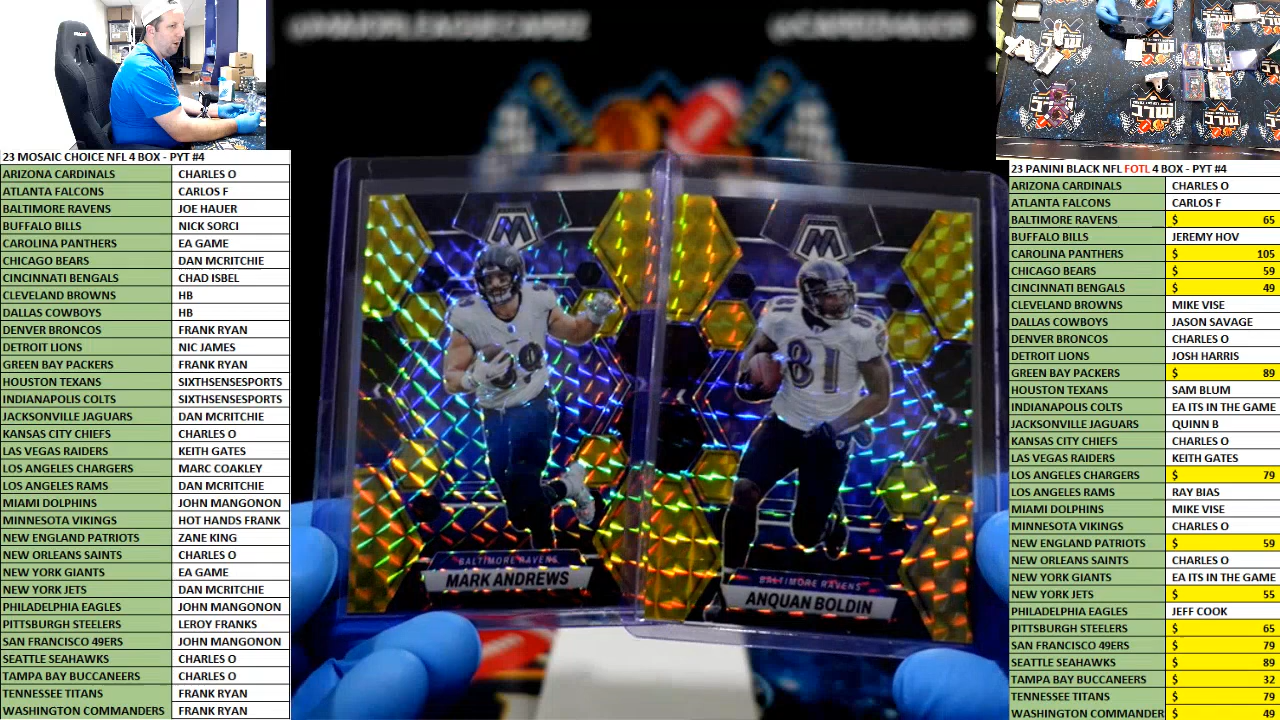 23 MOSAIC CHOICE NFL 4 BOX - PYT #4
ARIZONA CARDINALS CHARLES O
ATLANTA FALCONS CARLOS F
BALTIMORE RAVENS JOE HAUER
BUFFALO BILLS NICK SORCI
CAROLINA PANTHERS EA GAME
CHICAGO BEARS DAN MCRITCHIE
CINCINNATI BENGALS CHAD ISBEL
CLEVELAND BROWNS HB
DALLAS COWBOYS HB
DENVER BRONCOS FRANK RYAN
DETROIT LIONS NIC JAMES
GREEN BAY PACKERS FRANK RYAN
HOUSTON TEXANS SIXTHSENSESPORTS
INDIANAPOLIS COLTS SIXTHSENSESPORTS
JACKSONVILLE JAGUARS DAN MCRITCHIE
KANSAS CITY CHIEFS CHARLES O
LAS VEGAS RAIDERS KEITH GATES
LOS ANGELES CHARGERS MARC COAKLEY
LOS ANGELES RAMS DAN MCRITCHIE
MIAMI DOLPHINS JOHN MANGONON
MINNESOTA VIKINGS HOT HANDS FRANK
NEW ENGLAND PATRIOTS ZANE KING
NEW ORLEANS SAINTS CHARLES O
NEW YORK GIANTS EA GAME
NEW YORK JETS DAN MCRITCHIE
PHILADELPHIA EAGLES JOHN MANGONON
PITTSBURGH STEELERS LEROY FRANKS
SAN FRANCISCO 49ERS JOHN MANGONON
SEATTLE SEAHAWKS CHARLES O
TAMPA BAY BUCCANEERS CHARLES O
TENNESSEE TITANS FRANK RYAN
WASHINGTON COMMANDERS FRANK RYAN
M
BALTIMORE RAVENS
MARK ANDREWS
M
81
81
BALTIMORE RAVENS
ANQUAN BOLDIN
23 PANINI BLACK NFL FOTL 4 BOX - PYT #4
ARIZONA CARDINALS CHARLES O
ATLANTA FALCONS CARLOS F
BALTIMORE RAVENS $ 65
BUFFALO BILLS JEREMY HOV
CAROLINA PANTHERS $ 105
CHICAGO BEARS $ 59
CINCINNATI BENGALS $ 49
CLEVELAND BROWNS MIKE VISE
DALLAS COWBOYS JASON SAVAGE
DENVER BRONCOS CHARLES O
DETROIT LIONS JOSH HARRIS
GREEN BAY PACKERS $ 89
HOUSTON TEXANS SAM BLUM
INDIANAPOLIS COLTS EA ITS IN THE GAME
JACKSONVILLE JAGUARS QUINN B
KANSAS CITY CHIEFS CHARLES O
LAS VEGAS RAIDERS KEITH GATES
LOS ANGELES CHARGERS $ 79
LOS ANGELES RAMS RAY BIAS
MIAMI DOLPHINS MIKE VISE
MINNESOTA VIKINGS CHARLES O
NEW ENGLAND PATRIOTS $ 59
NEW ORLEANS SAINTS CHARLES O
NEW YORK GIANTS EA ITS IN THE GAME
NEW YORK JETS $ 55
PHILADELPHIA EAGLES JEFF COOK
PITTSBURGH STEELERS $ 65
SAN FRANCISCO 49ERS $ 79
SEATTLE SEAHAWKS $ 89
TAMPA BAY BUCCANEERS $ 32
TENNESSEE TITANS $ 79
WASHINGTON COMMANDER $ 49